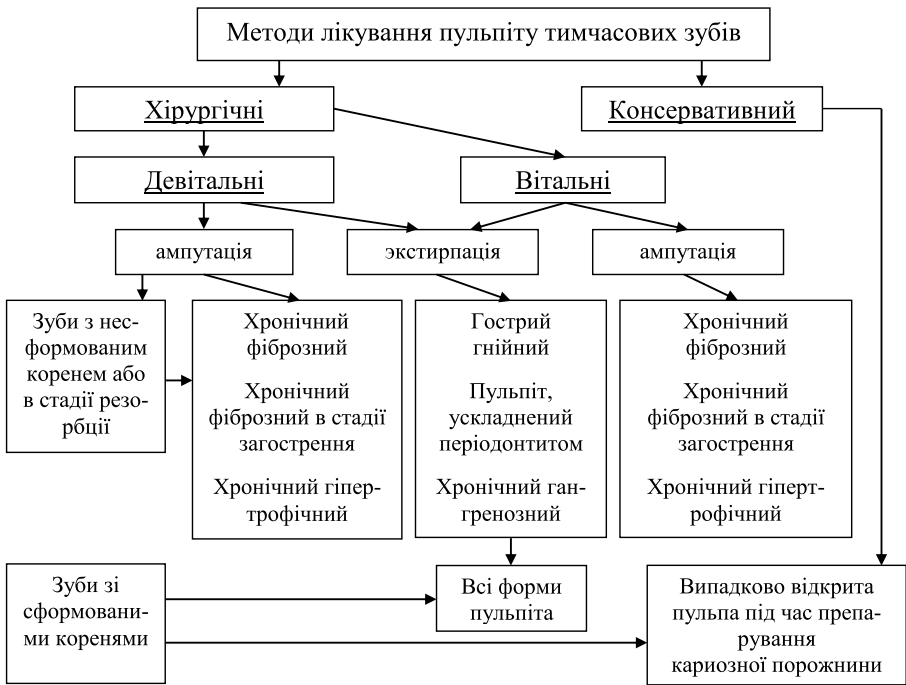 Методи лікування пульпіту тимчасових зубів
Хірургічні
Консервативний
Девітальні
Вітальні
ампутація
экстирпація
ампутація
Зуби з нес-
формованим
коренем або
в стадії резо-
рбції
Хронічний
фіброзний
Хронічний
фіброзний в стадії
загострення
Хронічний гіпер-
трофічний
Гострий
гнійний
Пульпіт,
ускладнений
періодонтитом
Хронічний ган-
гренозний
Хронічний
фіброзний
Хронічний
фіброзний в стадії
загострення
Хронічний гіперт-
рофічний
Зуби зі
сформовани-
ми коренями
Всі форми
пульпіта
Випадково відкрита
пульпа під час препа-
рування
кариозної порожнини